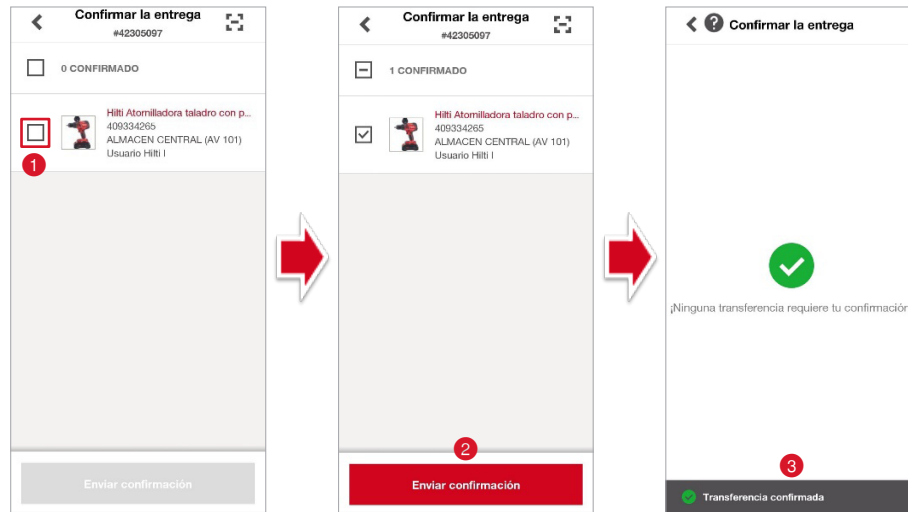 Confirmar la entrega
#42305097
0 CONFIRMADO
Hilti Atornilladora taladro con p...
409334265
ALMACEN CENTRAL (AV 101)
Usuario Hilti I
1
Enviar confirmación
Confirmar la entrega
#42305097
1 CONFIRMADO
Hilti Atornilladora taladro con p...
409334265
ALMACEN CENTRAL (AV 101)
Usuario Hilti I
2
Enviar confirmación
? Confirmar la entrega
¡Ninguna transferencia requiere tu confirmación
3
Transferencia confirmada